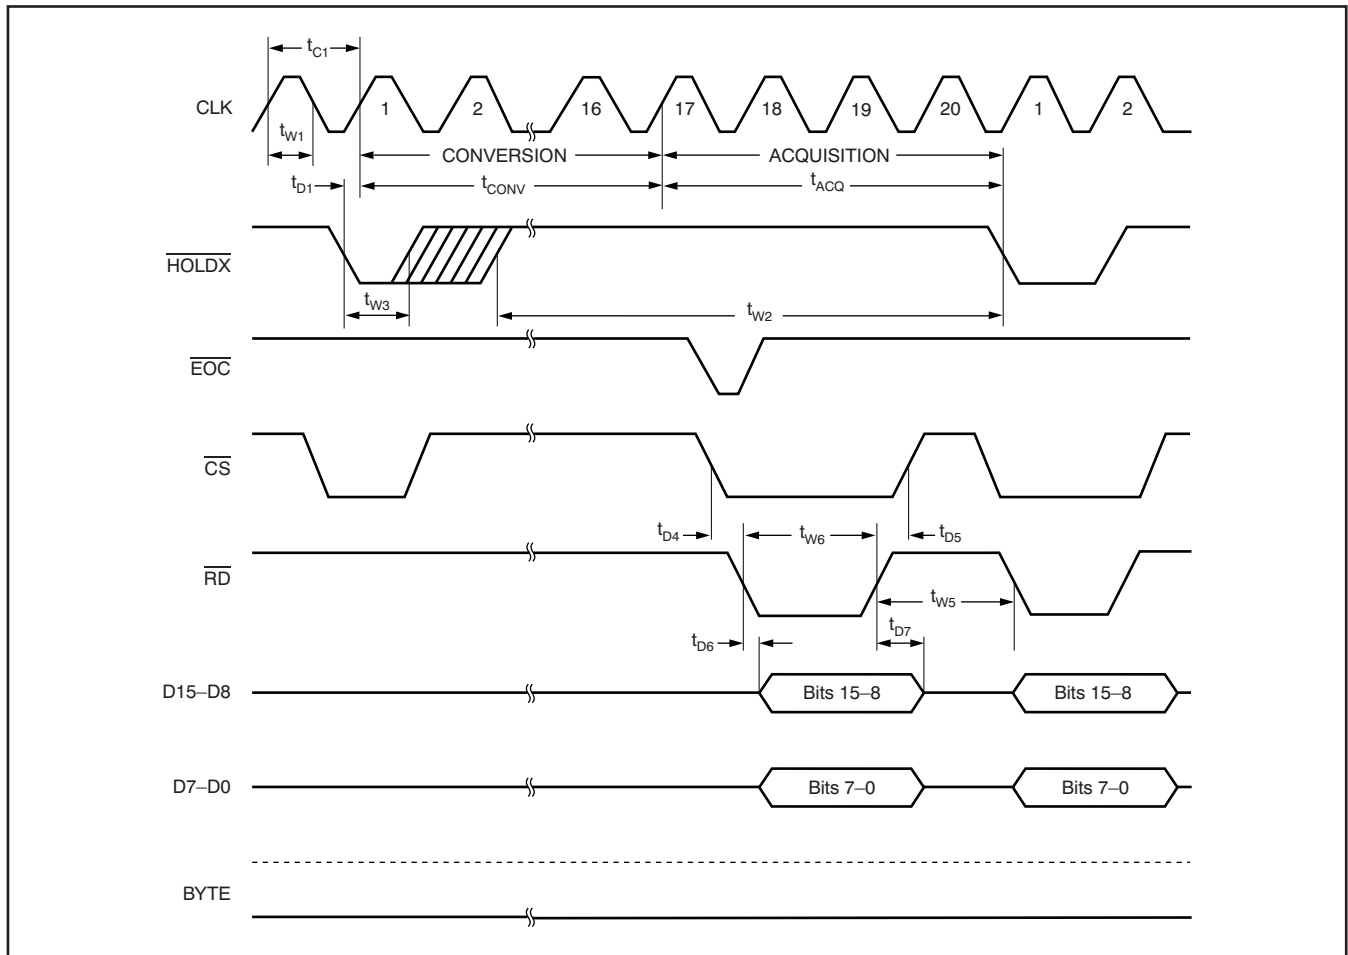 tC1
CLK
1 2 16 17 18 19 20 1 2
tW1
CONVERSION ACQUISITION
tD1
tCONV tACQ
HOLDX
tW3
tW2
EOC
CS
tD4 tW6 tD5
RD
tW5
tD6 tD7
D15–D8 Bits 15–8 Bits 15–8
D7–D0 Bits 7–0 Bits 7–0
BYTE